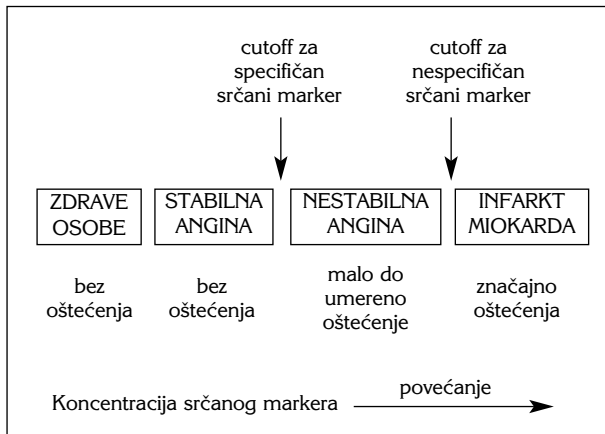 cutoff za
specifičan
srčani marker
cutoff za
nespecifičan
srčani marker
ZDRAVE
OSOBE
STABILNA
ANGINA
NESTABILNA
ANGINA
INFARKT
MIOKARDA
bez
oštećenja
bez
oštećenja
malo do
umereno
oštećenje
značajno
oštećenja
Koncentracija srčanog markera
povećanje